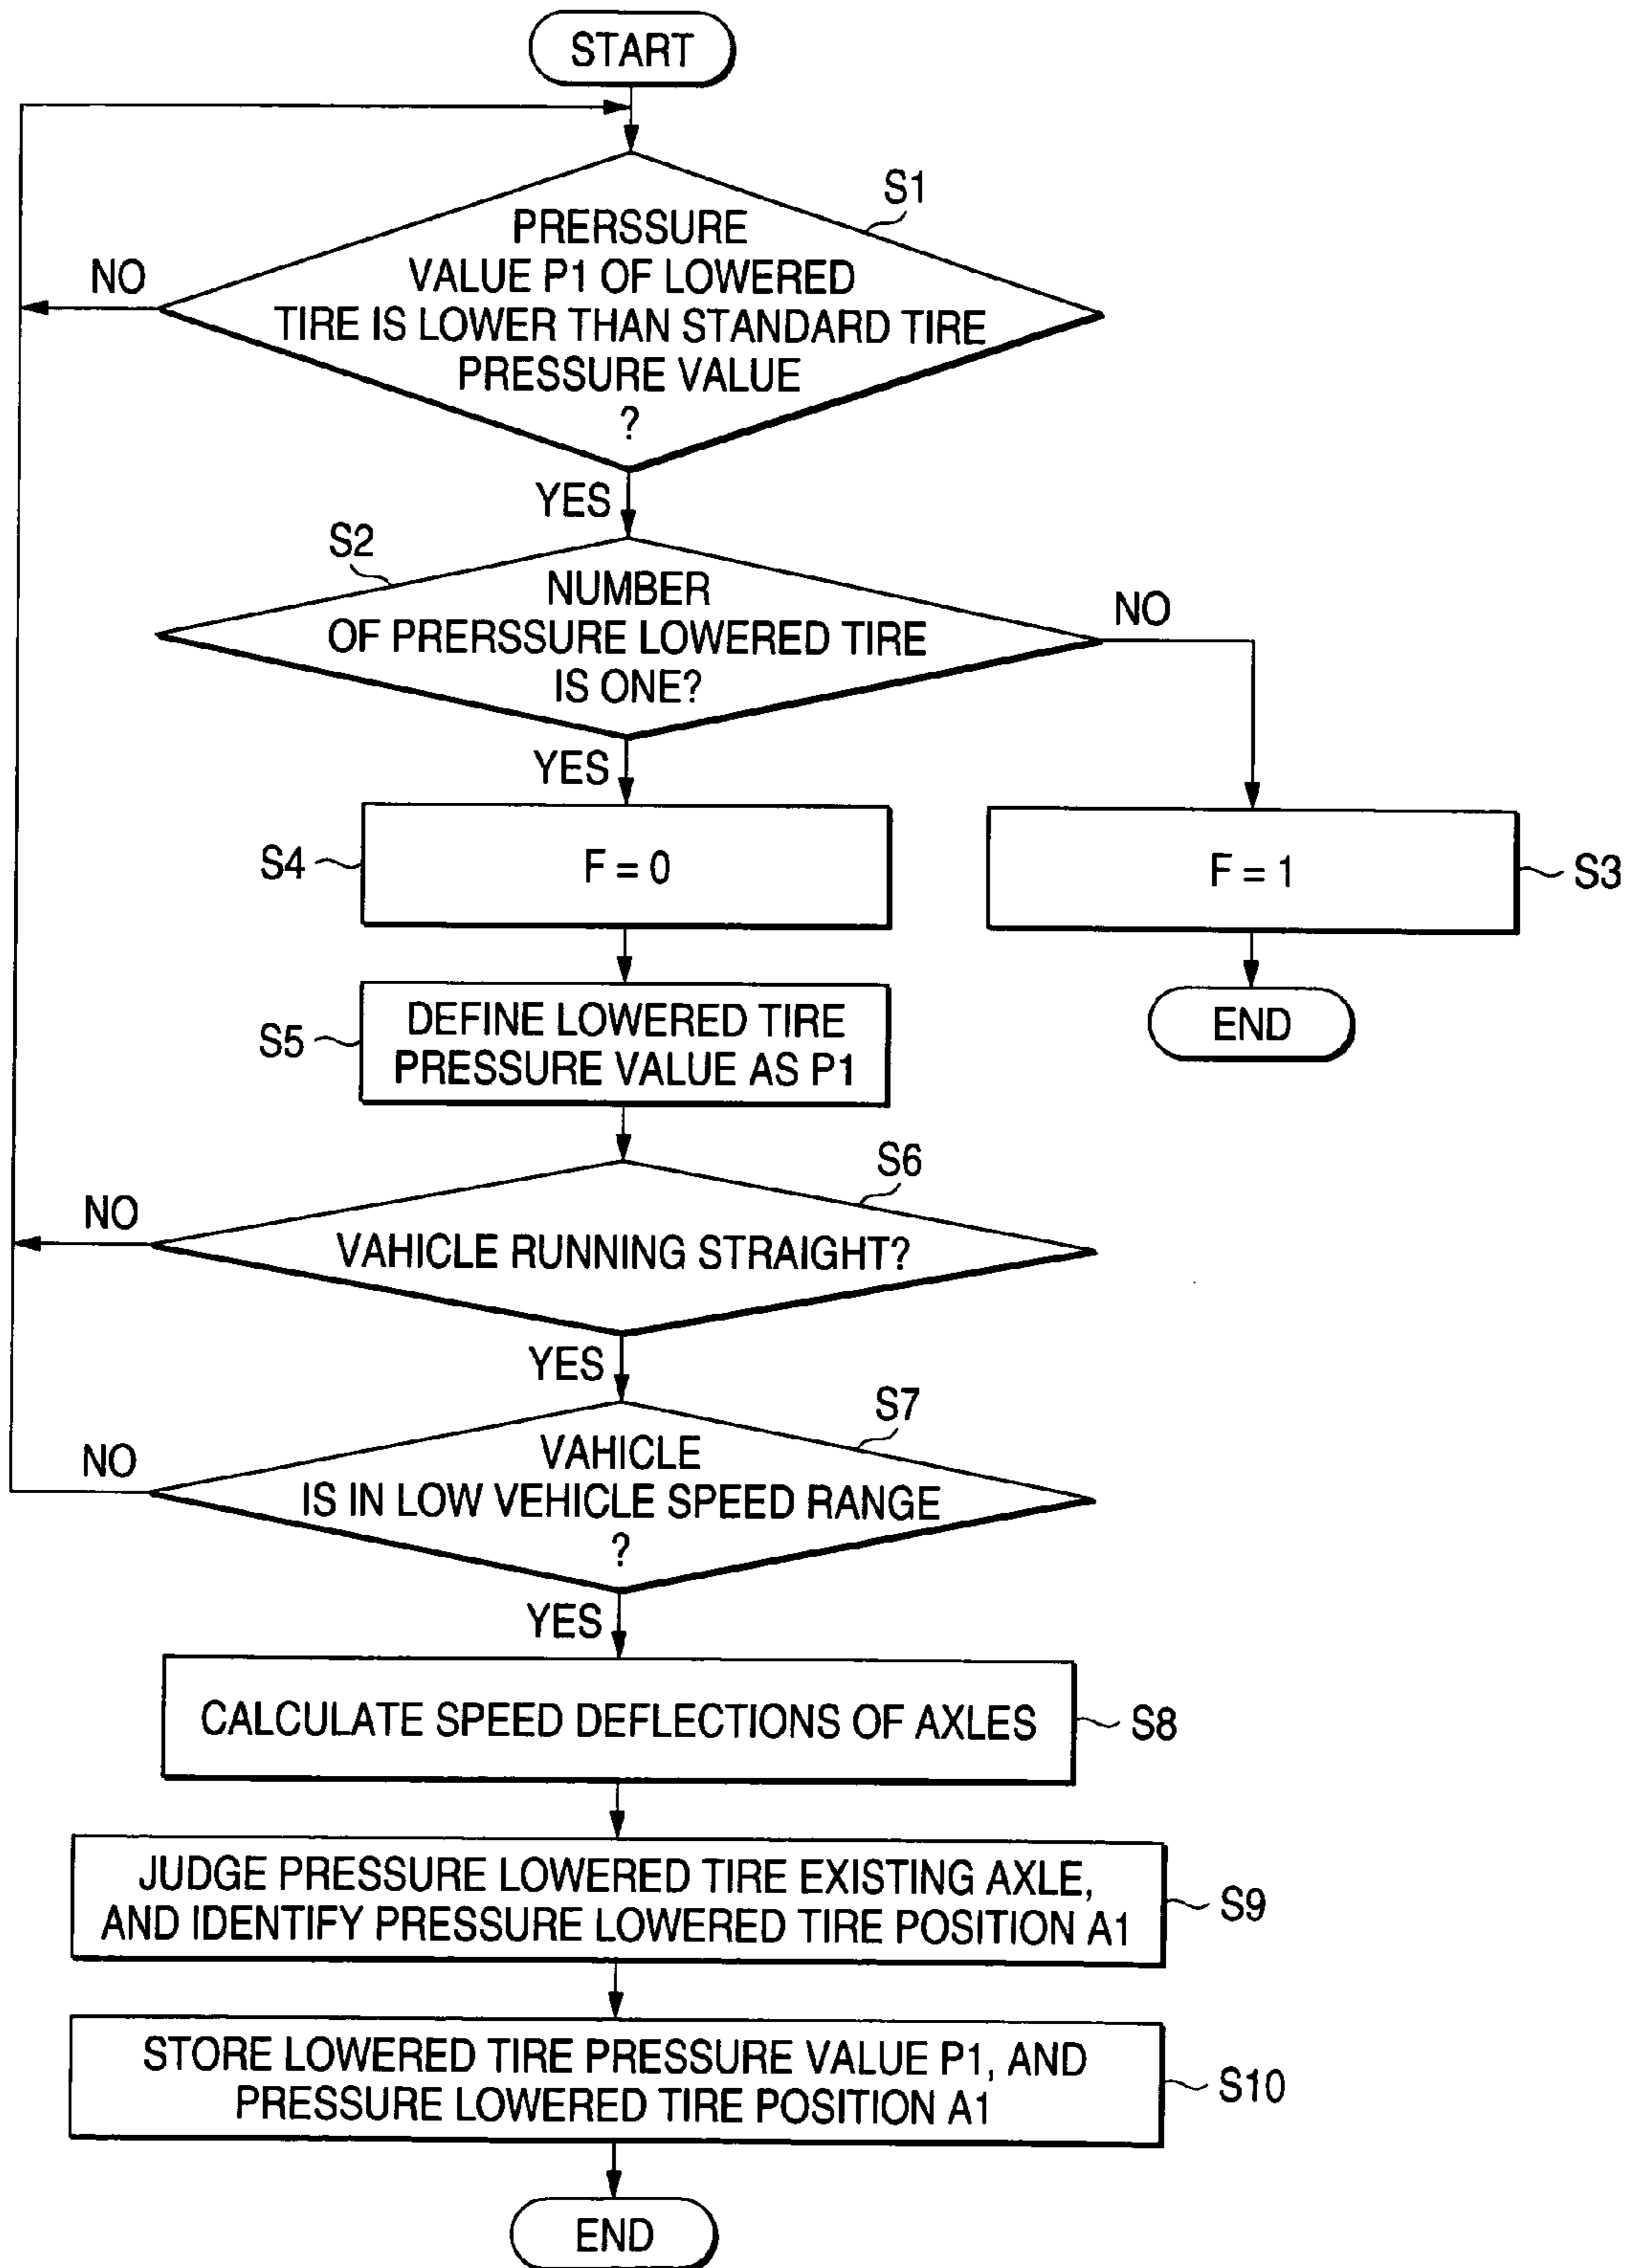 START
S1
PRERSSURE
VALUE P1 OF LOWERED
TIRE IS LOWER THAN STANDARD TIRE
PRESSURE VALUE
?
NO
YES
S2
NUMBER
OF PRERSSURE LOWERED TIRE
IS ONE?
NO
YES
S4
F = 0
F = 1
S3
S5
DEFINE LOWERED TIRE
PRESSURE VALUE AS P1
END
S6
NO
VAHICLE RUNNING STRAIGHT?
YES
S7
NO
VAHICLE
IS IN LOW VEHICLE SPEED RANGE
?
YES
CALCULATE SPEED DEFLECTIONS OF AXLES
S8
JUDGE PRESSURE LOWERED TIRE EXISTING AXLE,
AND IDENTIFY PRESSURE LOWERED TIRE POSITION A1
S9
STORE LOWERED TIRE PRESSURE VALUE P1, AND
PRESSURE LOWERED TIRE POSITION A1
S10
END